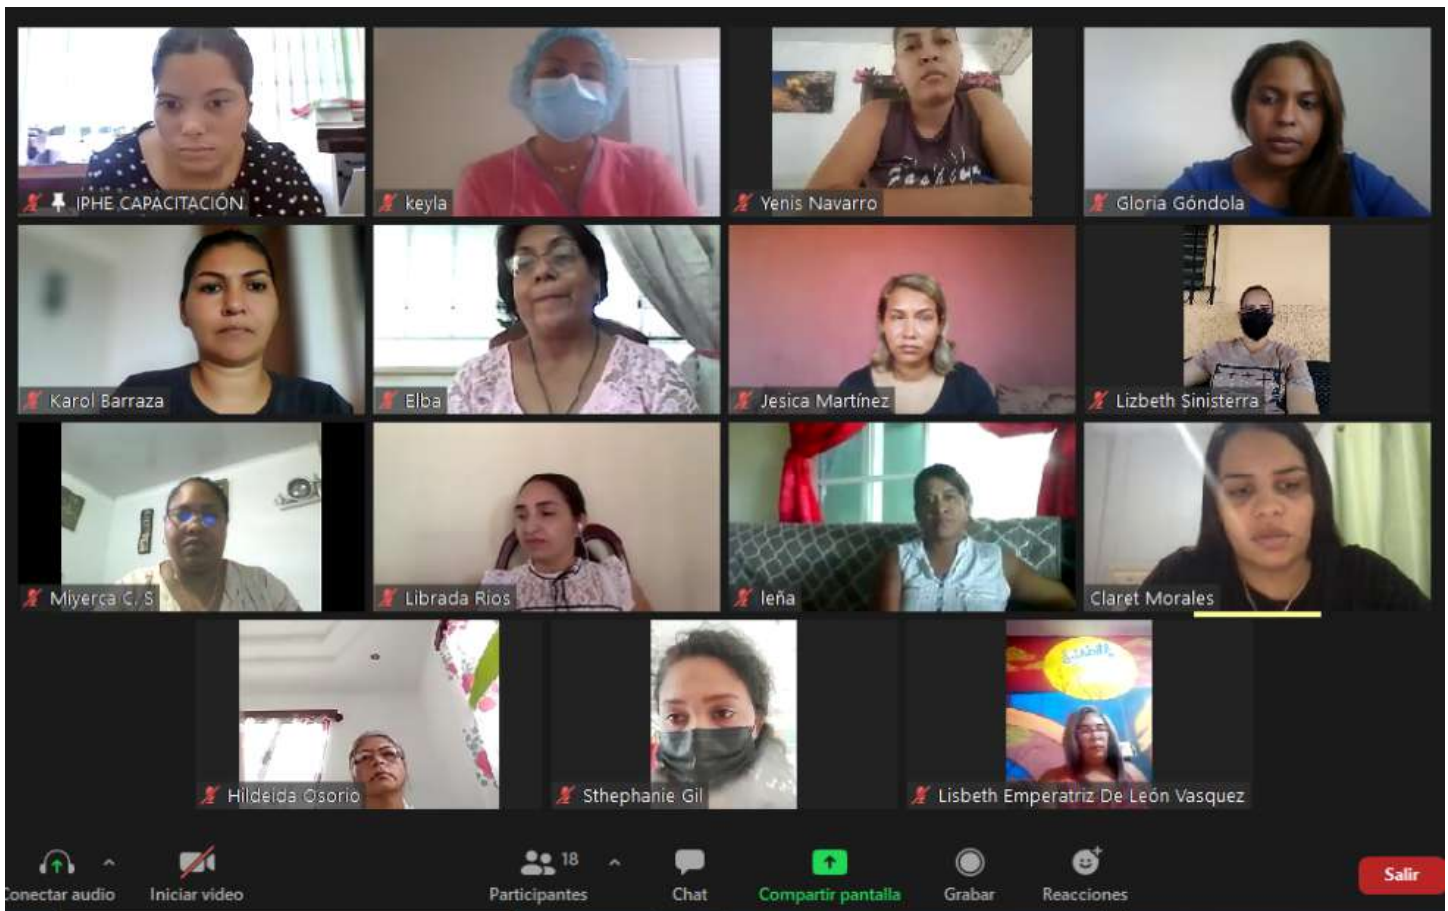 IPHE CAPACITACIÓN
keyla
Yenis Navarro
Gloria Góndola
Karol Barraza
Elba
Jesica Martínez
Lizbeth Sinisterra
Miyerca C. S
Librada Rios
leña
Claret Morales
Hildeida Osorio
Sthephanie Gil
Lisbeth Emperatriz De León Vasquez
18
Conectar audio
Iniciar video
Participantes
Chat
Compartir pantalla
Grabar
Reacciones
Salir